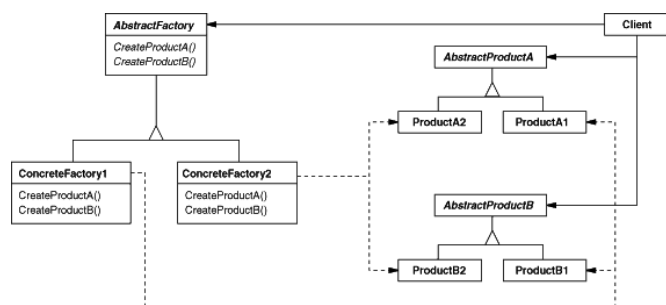 AbstractFactory
CreateProductA()
CreateProductB()
Client
AbstractProductA
ProductA2
ProductA1
ConcreteFactory1
CreateProductA()
CreateProductB()
ConcreteFactory2
CreateProductA()
CreateProductB()
AbstractProductB
ProductB2
ProductB1